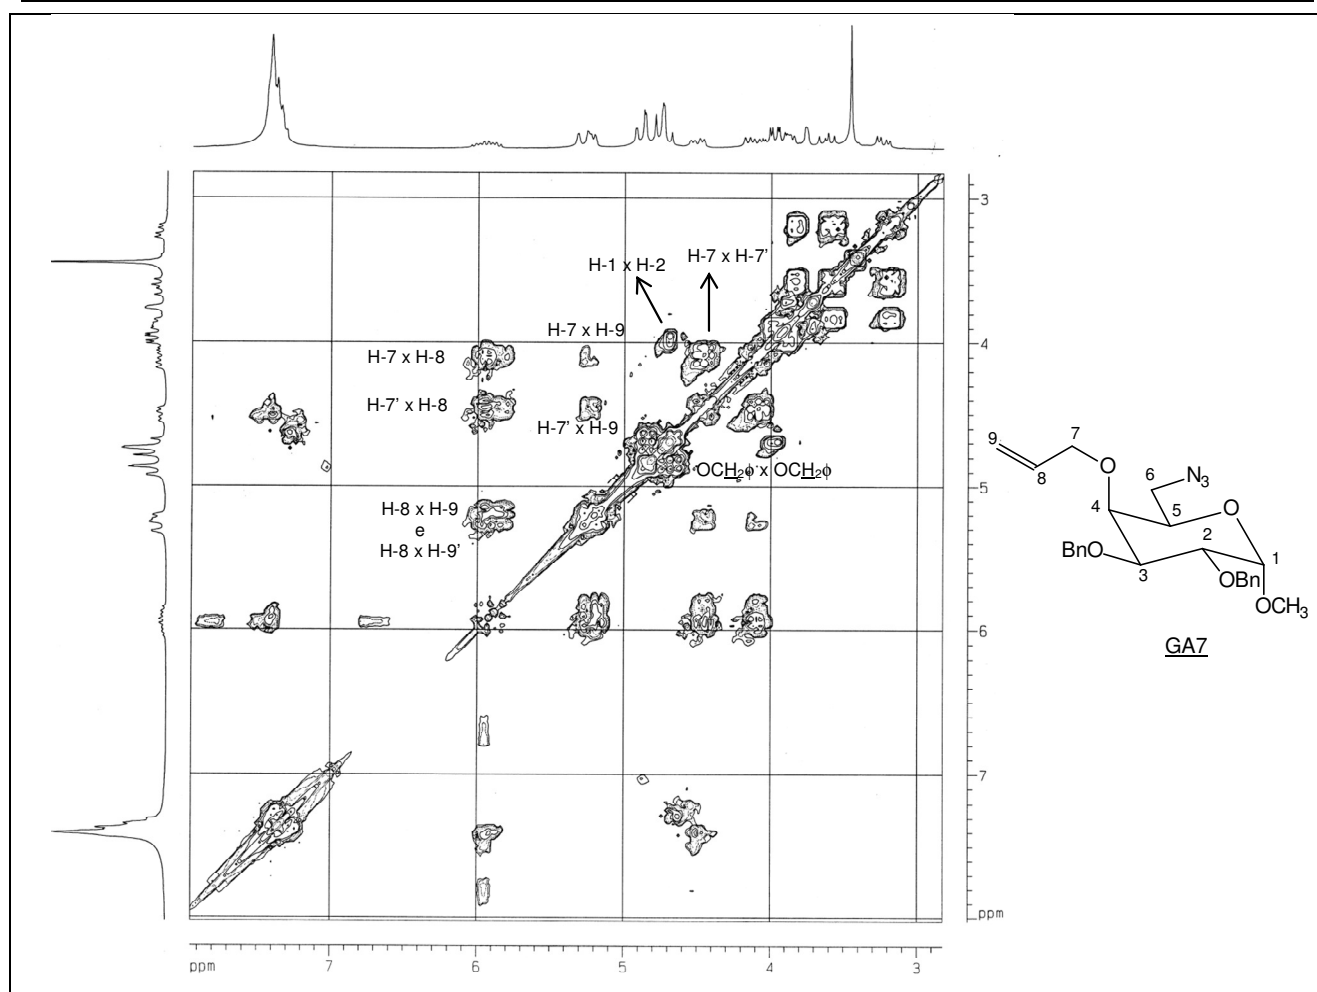 H-1 x H-2
H-7 x H-7'
H-7 x H-9
H-7 x H-8
H-7' x H-8
H-7' x H-9
OCH₂ϕ x OCH₂ϕ
H-8 x H-9
e
H-8 x H-9'
3
4
5
6
7
ppm
ppm
7
6
5
4
3
9
8
7
O
6
N₃
4
5
O
BnO
2
3
1
OBn
OCH₃
GA7